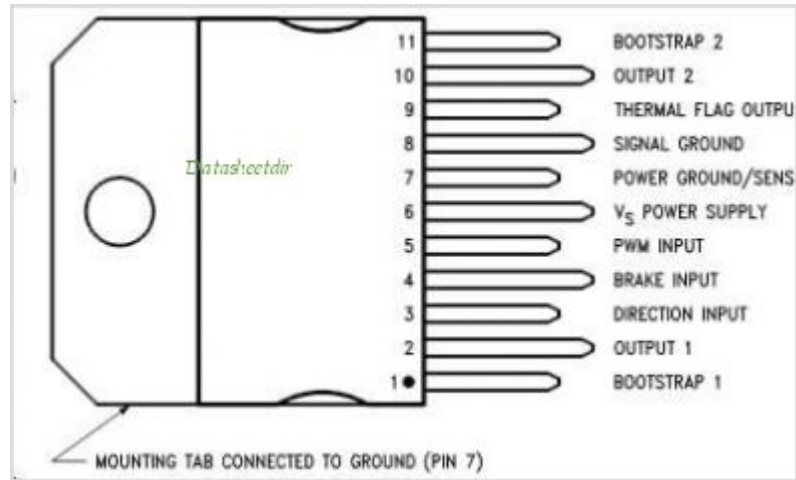 11 BOOTSTRAP 2
10 OUTPUT 2
9 THERMAL FLAG OUTPU
8 SIGNAL GROUND
7 POWER GROUND/SENS
6 VS POWER SUPPLY
5 PWM INPUT
4 BRAKE INPUT
3 DIRECTION INPUT
2 OUTPUT 1
1 BOOTSTRAP 1
Datasheetdir
MOUNTING TAB CONNECTED TO GROUND (PIN 7)